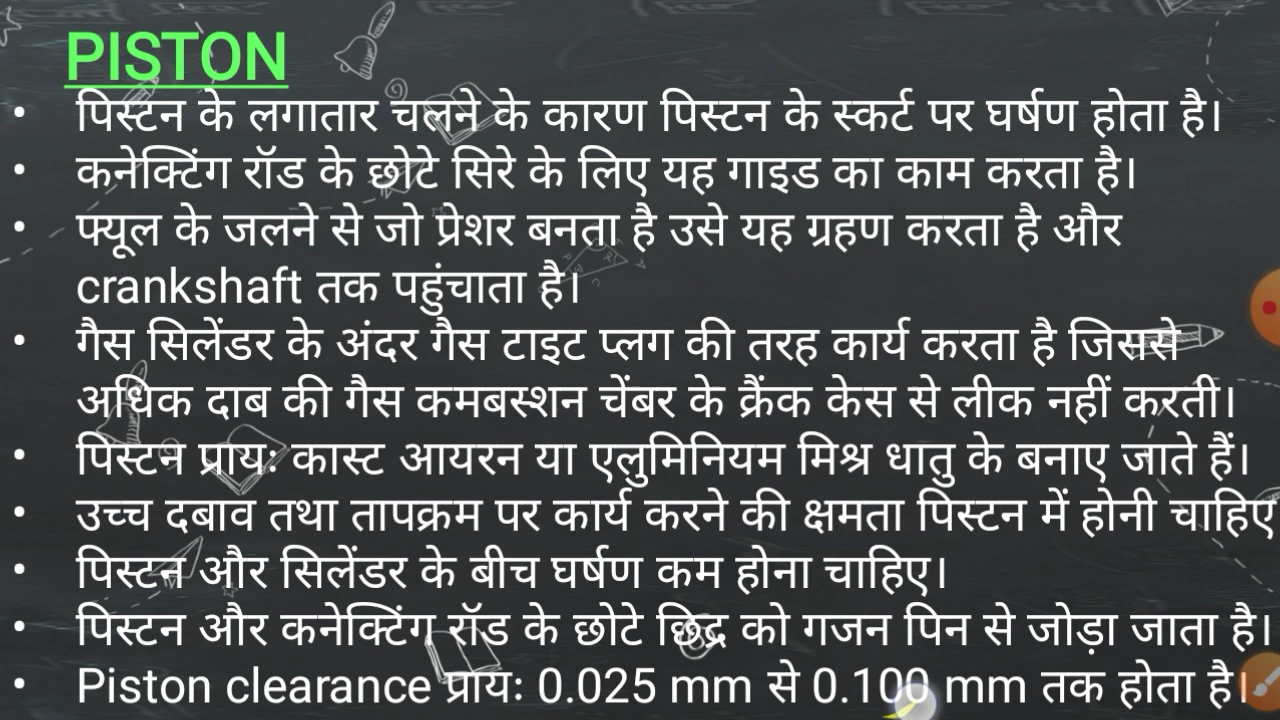 PISTON
• पिस्टन के लगातार चलने के कारण पिस्टन के स्कर्ट पर घर्षण होता है।
• कनेक्टिंग रॉड के छोटे सिरे के लिए यह गाइड का काम करता है।
• फ्यूल के जलने से जो प्रेशर बनता है उसे यह ग्रहण करता है और
crankshaft तक पहुंचाता है।
• गैस सिलेंडर के अंदर गैस टाइट प्लग की तरह कार्य करता है जिससे
अधिक दाब की गैस कमबस्शन चेंबर के क्रैंक केस से लीक नहीं करती।
• पिस्टन प्राय: कास्ट आयरन या एलुमिनियम मिश्र धातु के बनाए जाते हैं।
• उच्च दबाव तथा तापक्रम पर कार्य करने की क्षमता पिस्टन में होनी चाहिए
• पिस्टन और सिलेंडर के बीच घर्षण कम होना चाहिए।
• पिस्टन और कनेक्टिंग रॉड के छोटे छिद्र को गजन पिन से जोड़ा जाता है।
• Piston clearance प्राय: 0.025 mm से 0.100 mm तक होता है।